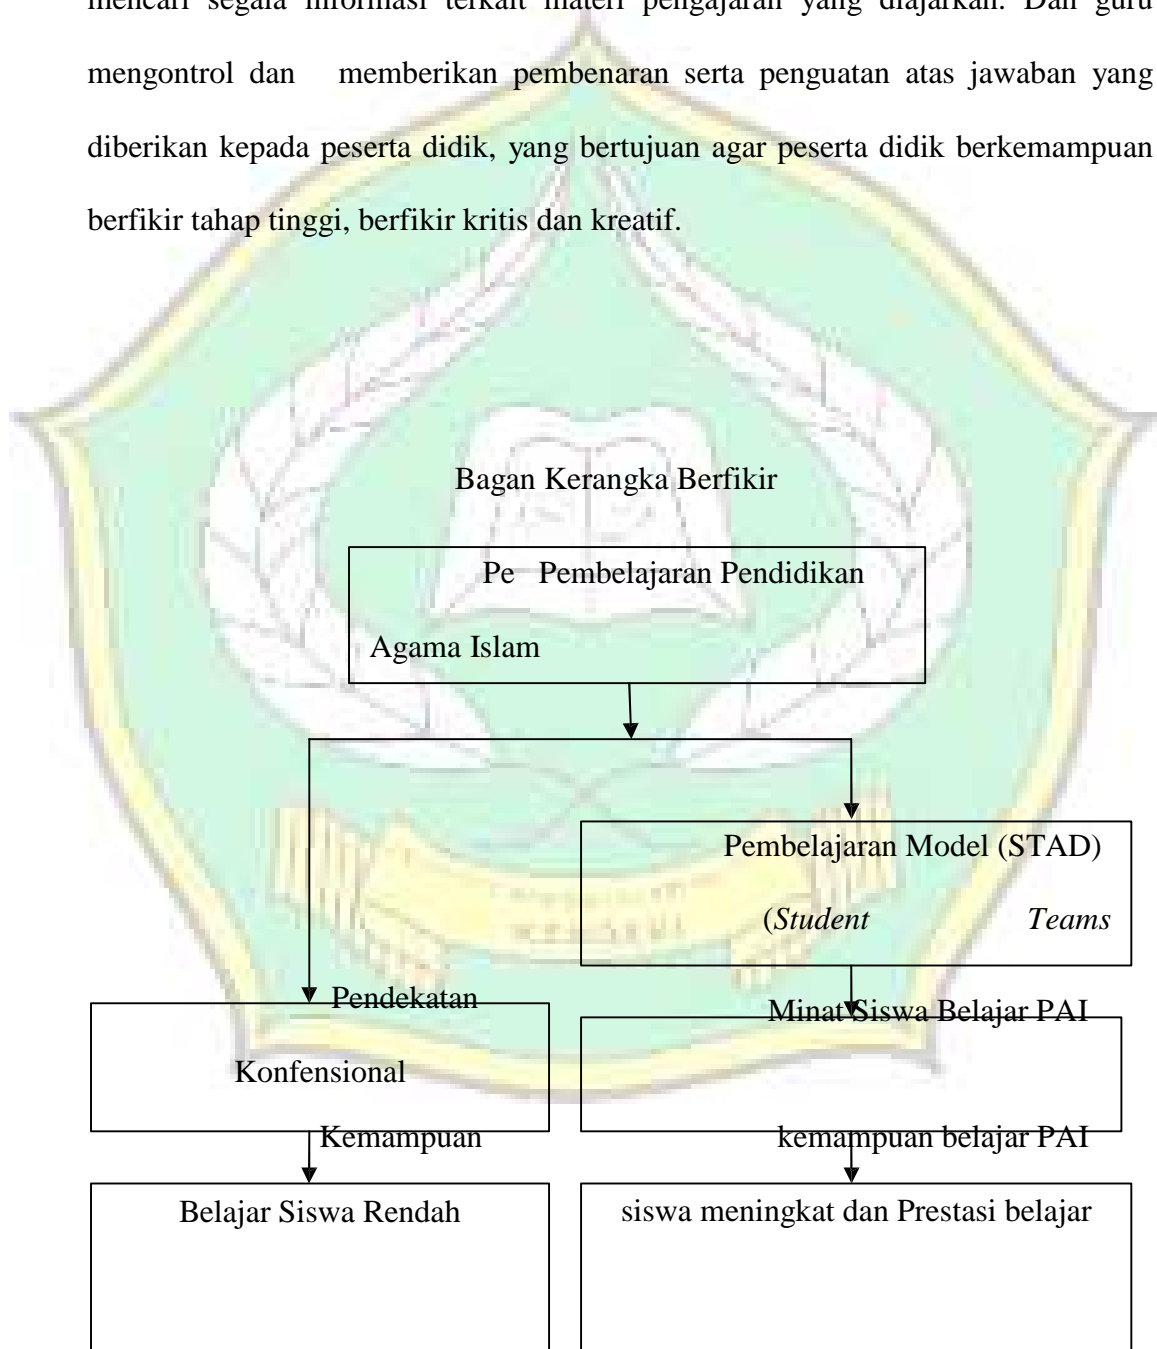 mencari segala informasi terkait materi pengajaran yang diajarkan. Dan guru
mengontrol dan memberikan pembenaran serta penguatan atas jawaban yang
diberikan kepada peserta didik, yang bertujuan agar peserta didik berkemampuan
berfikir tahap tinggi, berfikir kritis dan kreatif.
Bagan Kerangka Berfikir
Pe Pembelajaran Pendidikan
Agama Islam
Pembelajaran Model (STAD)
(Student Teams
Pendekatan
Konfensional
Minat Siswa Belajar PAI
Kemampuan
Belajar Siswa Rendah
kemampuan belajar PAI
siswa meningkat dan Prestasi belajar